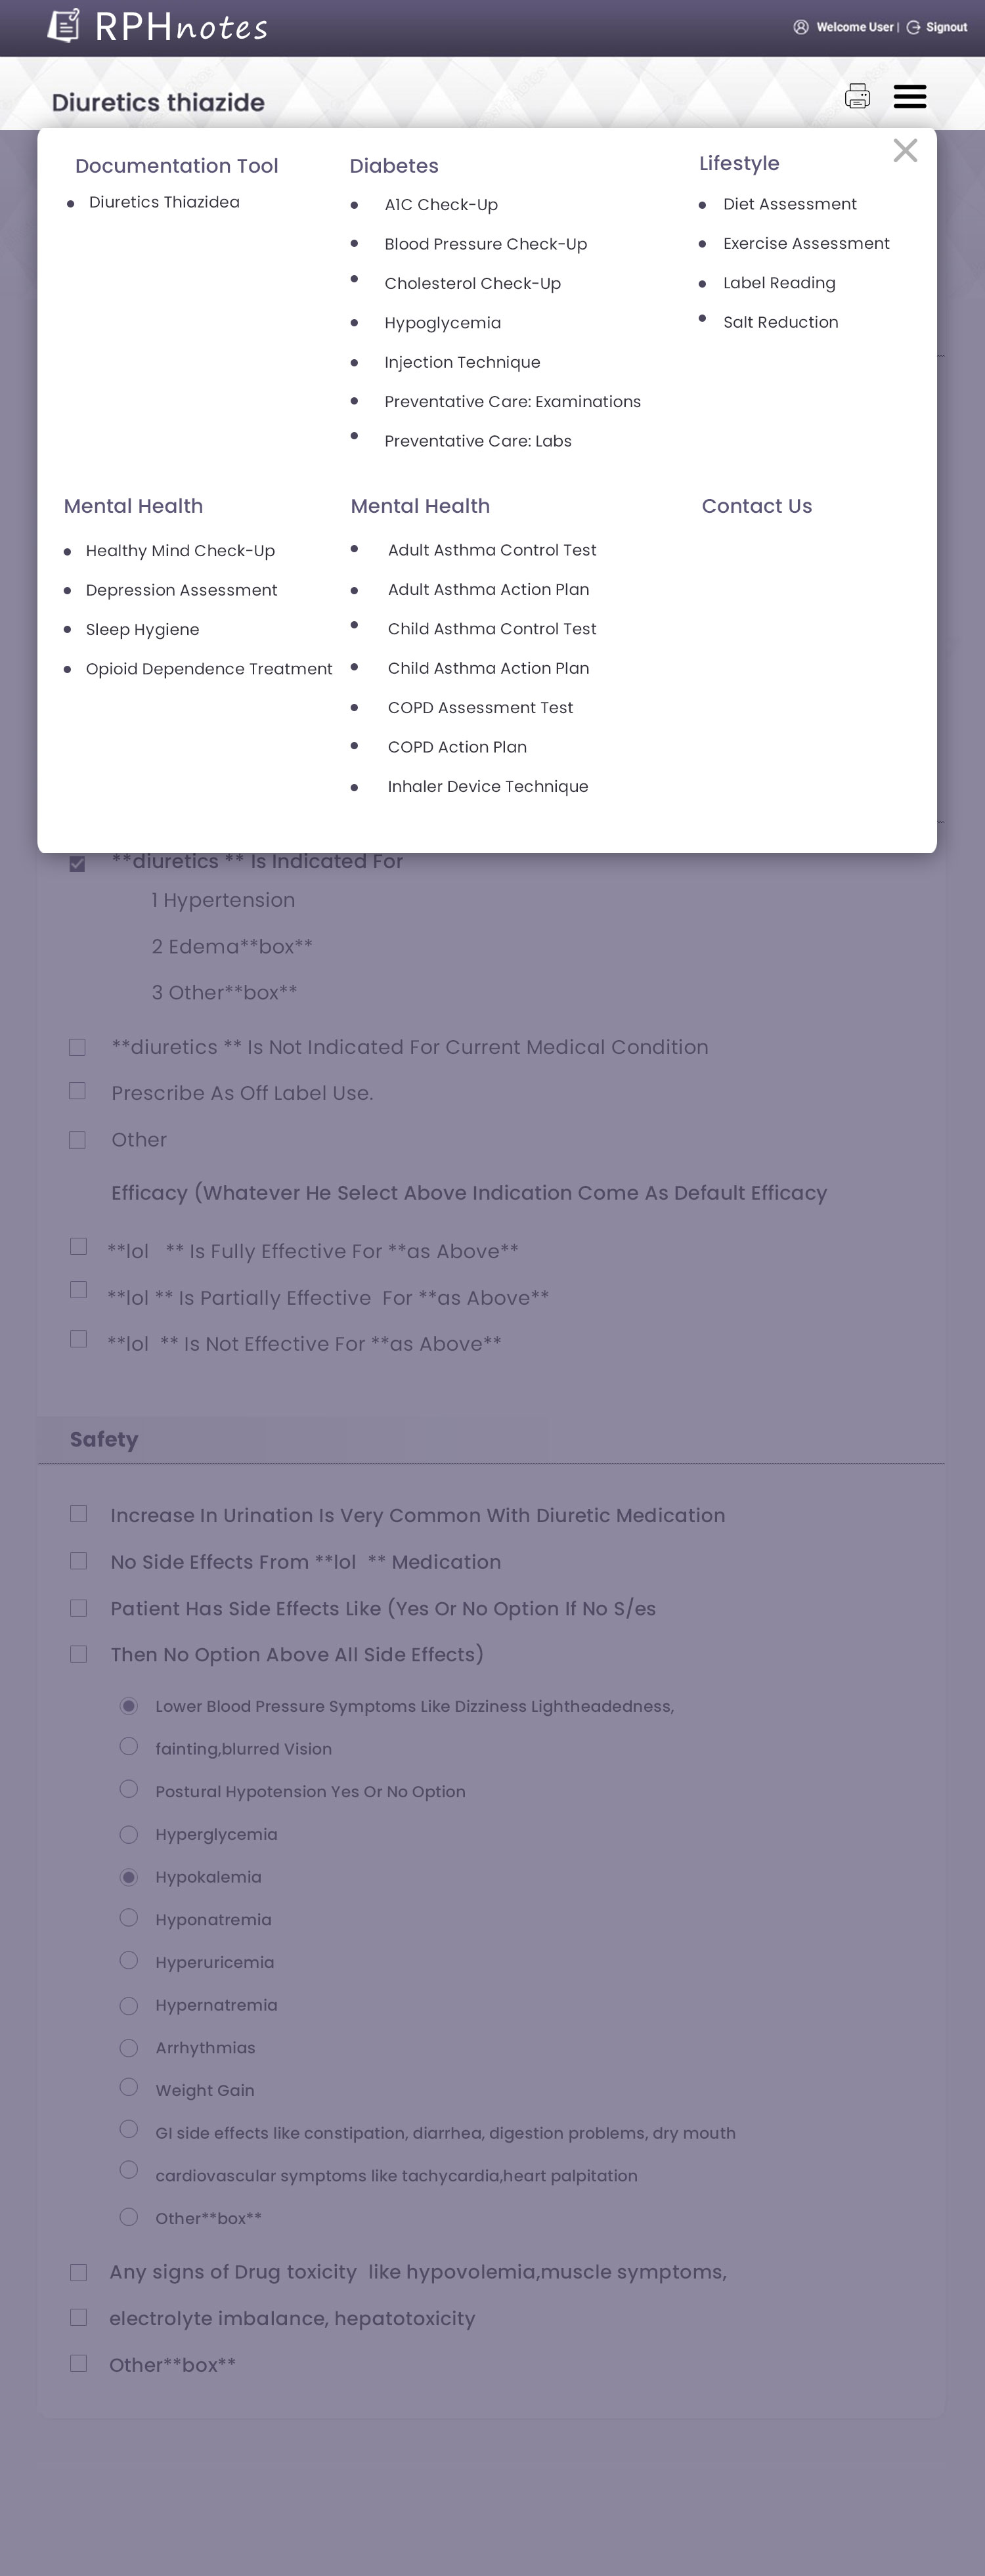 RPHnotes
Welcome User | Signout
Diuretics thiazide
Documentation Tool
Diuretics Thiazidea
Diabetes
A1C Check-Up
Blood Pressure Check-Up
Cholesterol Check-Up
Hypoglycemia
Injection Technique
Preventative Care: Examinations
Preventative Care: Labs
Lifestyle
Diet Assessment
Exercise Assessment
Label Reading
Salt Reduction
Mental Health
Healthy Mind Check-Up
Depression Assessment
Sleep Hygiene
Opioid Dependence Treatment
Mental Health
Adult Asthma Control Test
Adult Asthma Action Plan
Child Asthma Control Test
Child Asthma Action Plan
COPD Assessment Test
COPD Action Plan
Inhaler Device Technique
Contact Us
**diuretics ** Is Indicated For
1 Hypertension
2 Edema**box**
3 Other**box**
**diuretics ** Is Not Indicated For Current Medical Condition
Prescribe As Off Label Use.
Other
Efficacy (Whatever He Select Above Indication Come As Default Efficacy
**lol ** Is Fully Effective For **as Above**
**lol ** Is Partially Effective For **as Above**
**lol ** Is Not Effective For **as Above**
Safety
Increase In Urination Is Very Common With Diuretic Medication
No Side Effects From **lol ** Medication
Patient Has Side Effects Like (Yes Or No Option If No S/es
Then No Option Above All Side Effects)
Lower Blood Pressure Symptoms Like Dizziness Lightheadedness,
fainting,blurred Vision
Postural Hypotension Yes Or No Option
Hyperglycemia
Hypokalemia
Hyponatremia
Hyperuricemia
Hypernatremia
Arrhythmias
Weight Gain
GI side effects like constipation, diarrhea, digestion problems, dry mouth
cardiovascular symptoms like tachycardia,heart palpitation
Other**box**
Any signs of Drug toxicity like hypovolemia,muscle symptoms,
electrolyte imbalance, hepatotoxicity
Other**box**